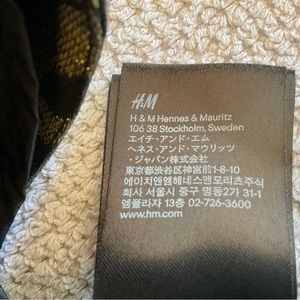 H&M
H & M Hennes & Mauritz
106 38 Stockholm, Sweden
エイチ・アンド・エム
ヘネス・アンド・マウリッツ
・ジャパン株式会社
東京都渋谷区神宮前1-8-10
에이치앤엠헤네스앤모리츠주식
회사 서울시 중구 명동2가 31-1
엠플라자 13층 02-726-3600
www.hm.com